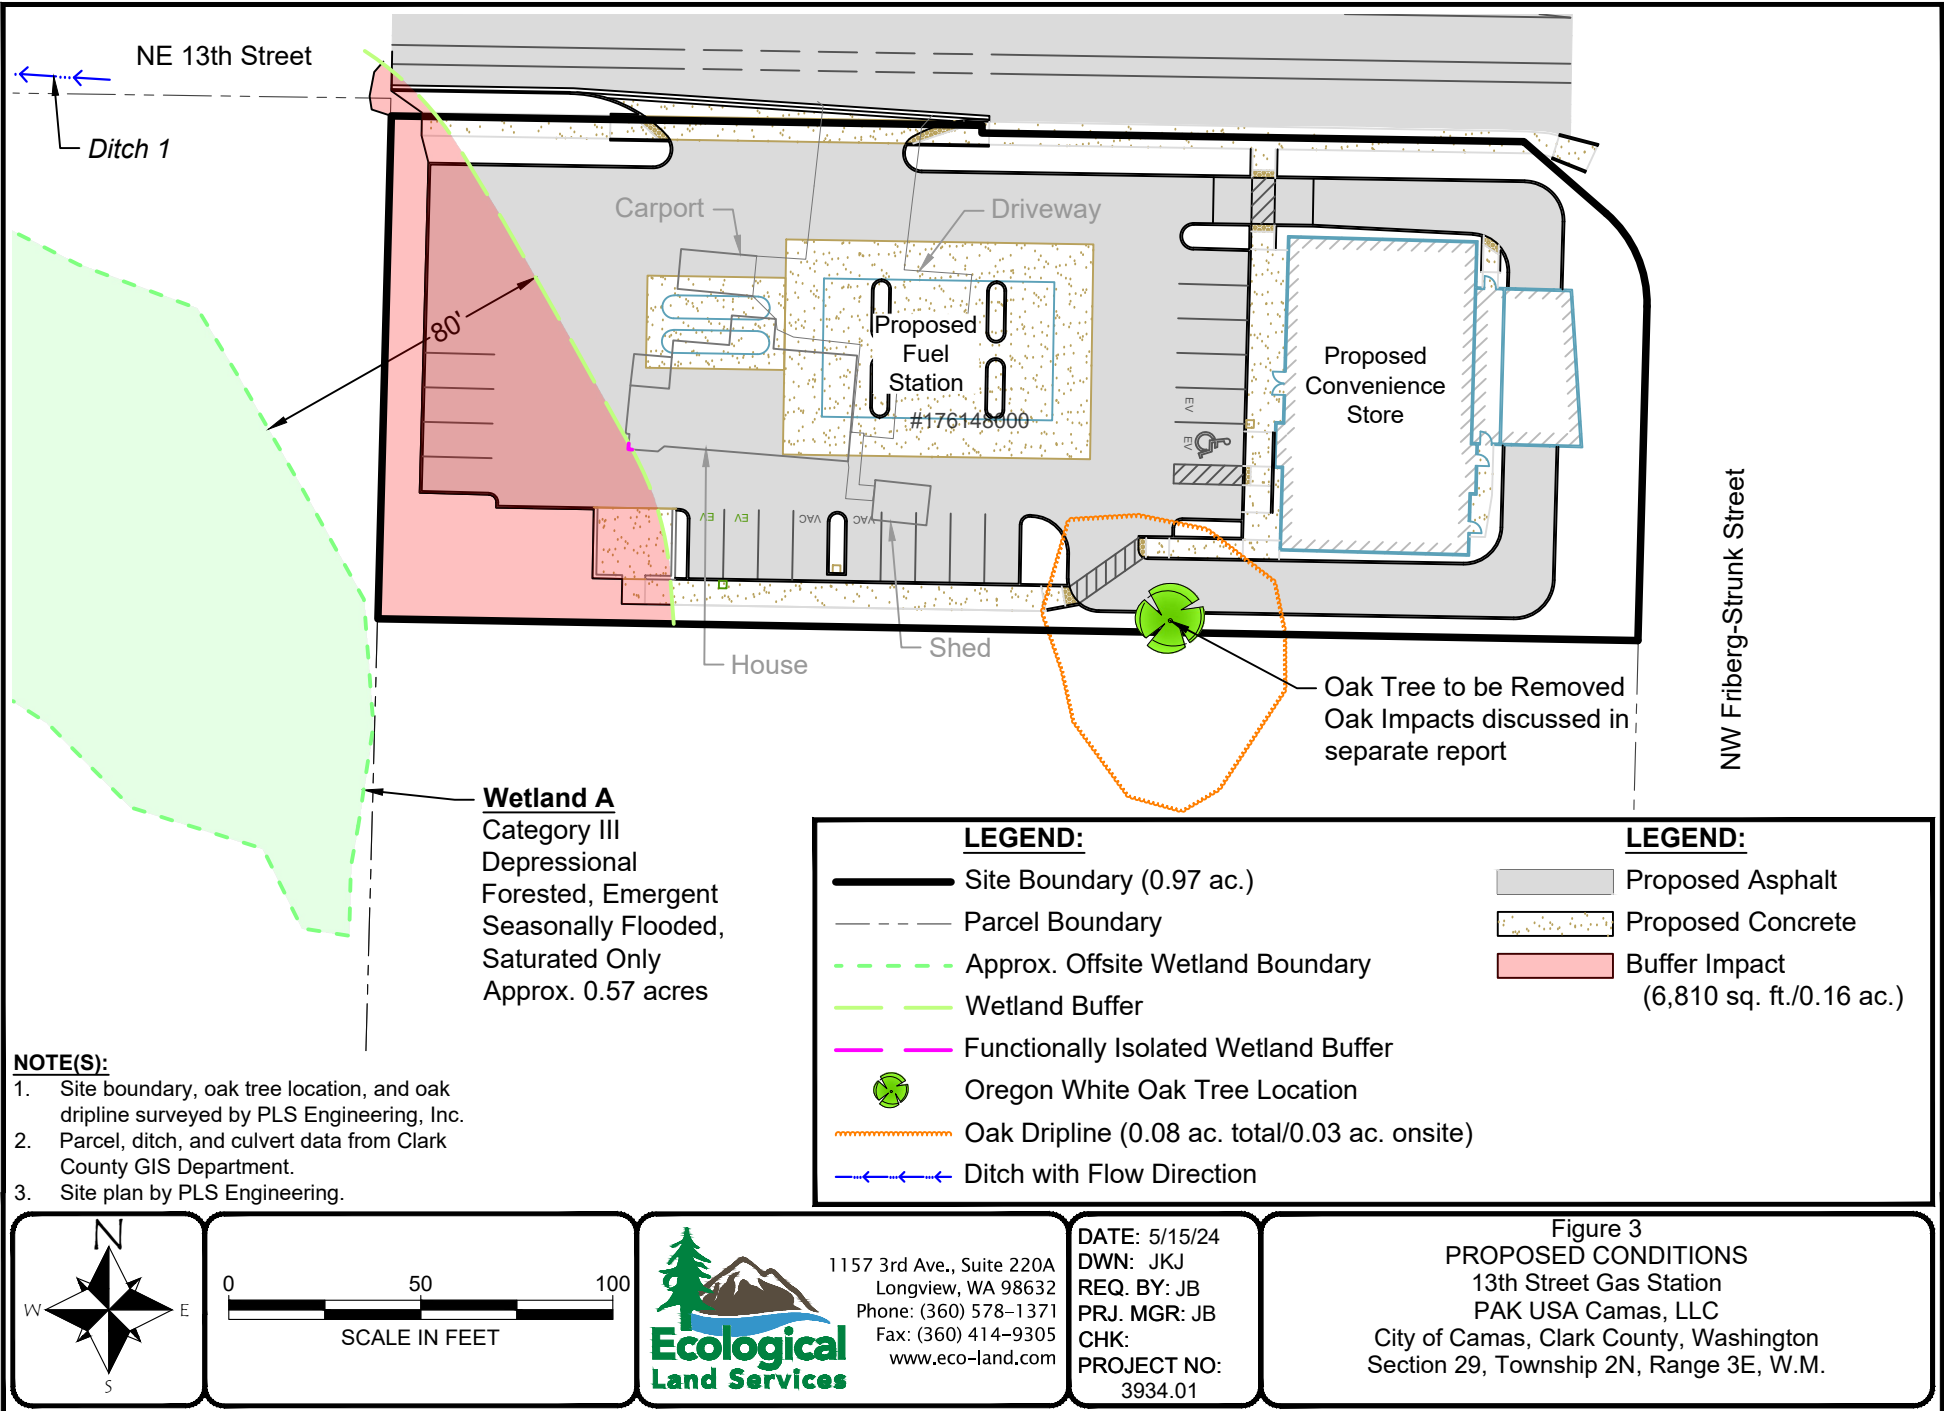 NE 13th Street
Ditch 1
Carport
Driveway
80'
Proposed
Fuel
Station
#176148000
Proposed
Convenience
Store
EV
EV
EV
EV
VAC
VAC
House
Shed
NW Friberg-Strunk Street
Oak Tree to be Removed
Oak Impacts discussed in
separate report
Wetland A
Category III
Depressional
Forested, Emergent
Seasonally Flooded,
Saturated Only
Approx. 0.57 acres
LEGEND:
Site Boundary (0.97 ac.)
Parcel Boundary
Approx. Offsite Wetland Boundary
Wetland Buffer
Functionally Isolated Wetland Buffer
Oregon White Oak Tree Location
Oak Dripline (0.08 ac. total/0.03 ac. onsite)
Ditch with Flow Direction
LEGEND:
Proposed Asphalt
Proposed Concrete
Buffer Impact
(6,810 sq. ft./0.16 ac.)
NOTE(S):
1. Site boundary, oak tree location, and oak
dripline surveyed by PLS Engineering, Inc.
2. Parcel, ditch, and culvert data from Clark
County GIS Department.
3. Site plan by PLS Engineering.
N
W
E
S
0 50 100
SCALE IN FEET
Ecological
Land Services
1157 3rd Ave., Suite 220A
Longview, WA 98632
Phone: (360) 578-1371
Fax: (360) 414-9305
www.eco-land.com
DATE: 5/15/24
DWN: JKJ
REQ. BY: JB
PRJ. MGR: JB
CHK:
PROJECT NO:
3934.01
Figure 3
PROPOSED CONDITIONS
13th Street Gas Station
PAK USA Camas, LLC
City of Camas, Clark County, Washington
Section 29, Township 2N, Range 3E, W.M.